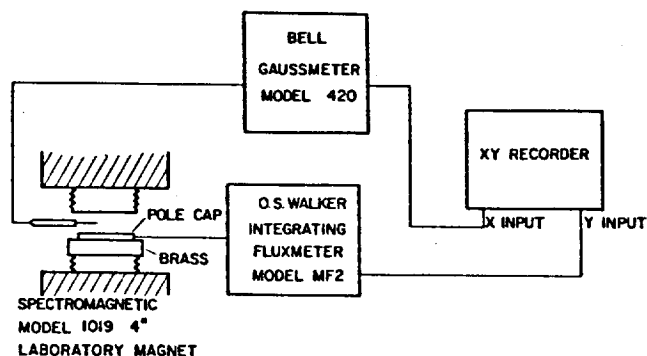 BELL
GAUSSMETER
MODEL 420
XY RECORDER
X INPUT
Y INPUT
O.S. WALKER
INTEGRATING
FLUXMETER
MODEL MF2
POLE CAP
BRASS
SPECTROMAGNETIC
MODEL 1019 4"
LABORATORY MAGNET